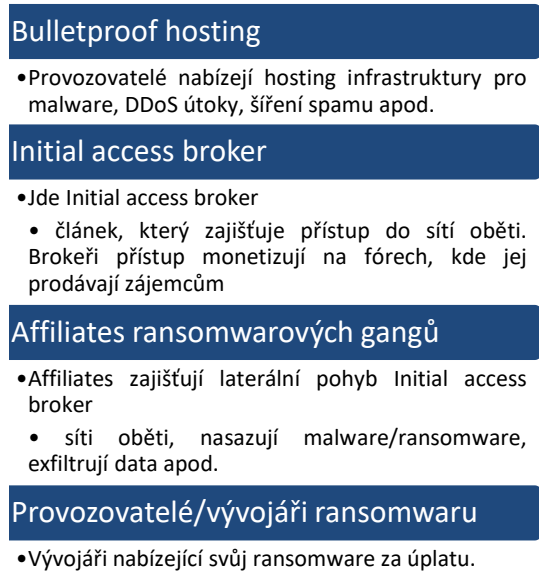 Bulletproof hosting
•Provozovatelé nabízejí hosting infrastruktury pro
malware, DDoS útoky, šíření spamu apod.
Initial access broker
•Jde Initial access broker
• článek, který zajišťuje přístup do sítí oběti.
Brokeři přístup monetizují na fórech, kde jej
prodávají zájemcům
Affiliates ransomwarových gangů
•Affiliates zajišťují laterální pohyb Initial access
broker
• síti oběti, nasazují malware/ransomware,
exfiltrují data apod.
Provozovatelé/vývojáři ransomwaru
•Vývojáři nabízející svůj ransomware za úplatu.